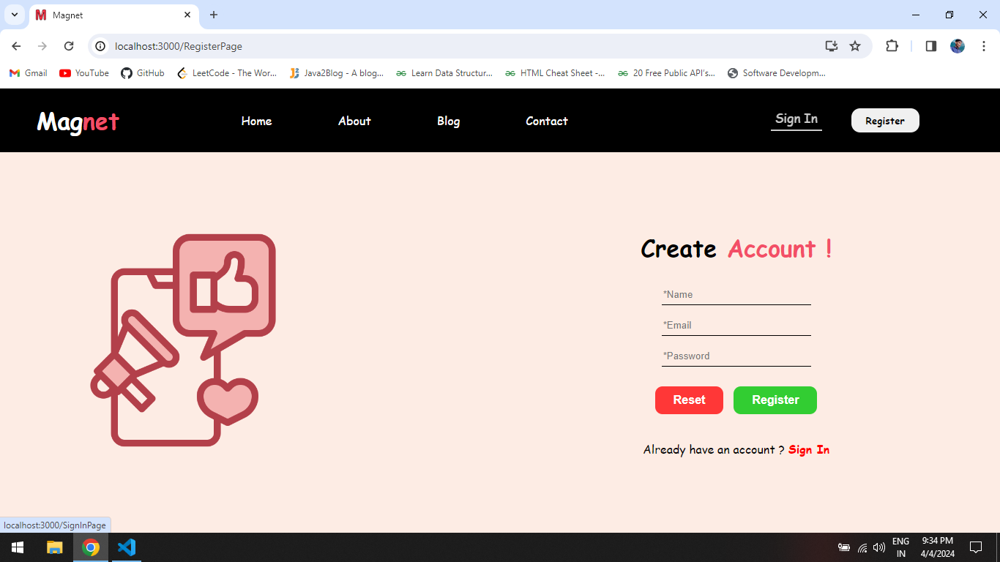 Magnet
localhost:3000/RegisterPage
Gmail YouTube GitHub LeetCode - The Wor... Java2Blog - A blog... Learn Data Structur... HTML Cheat Sheet -... 20 Free Public API's... Software Developm...
Magnet Home About Blog Contact Sign In Register
Create Account !
*Name
*Email
*Password
Reset Register
Already have an account ? Sign In
localhost:3000/SignInPage
ENG 9:34 PM
IN 4/4/2024